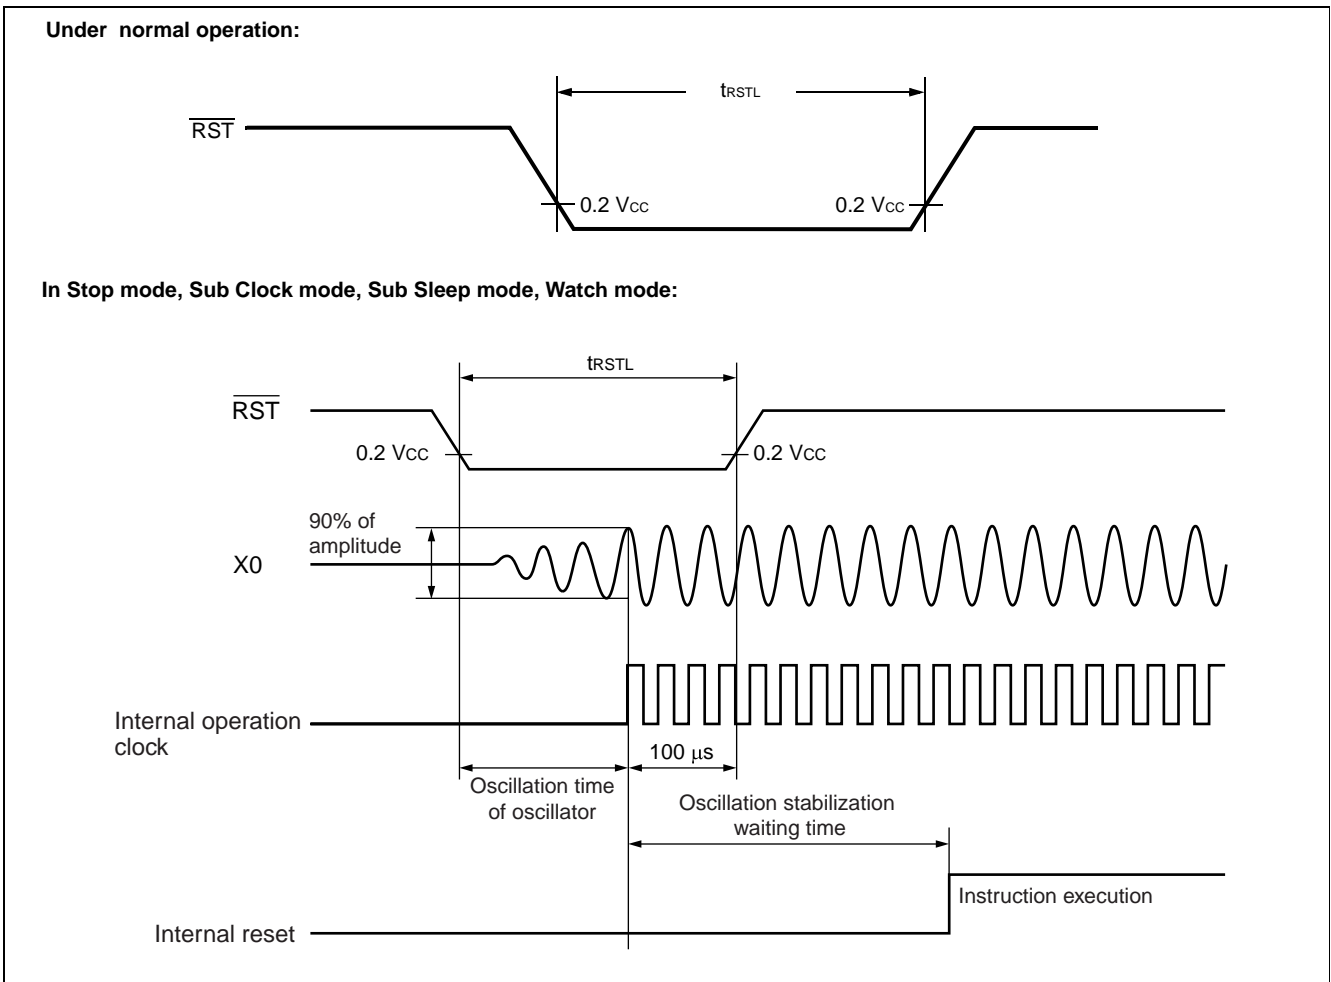 Under normal operation:
tRSTL
RST
0.2 VCC
0.2 VCC
In Stop mode, Sub Clock mode, Sub Sleep mode, Watch mode:
tRSTL
RST
0.2 VCC
0.2 VCC
90% of
amplitude
X0
Internal operation
clock
100 μs
Oscillation time
of oscillator
Oscillation stabilization
waiting time
Instruction execution
Internal reset